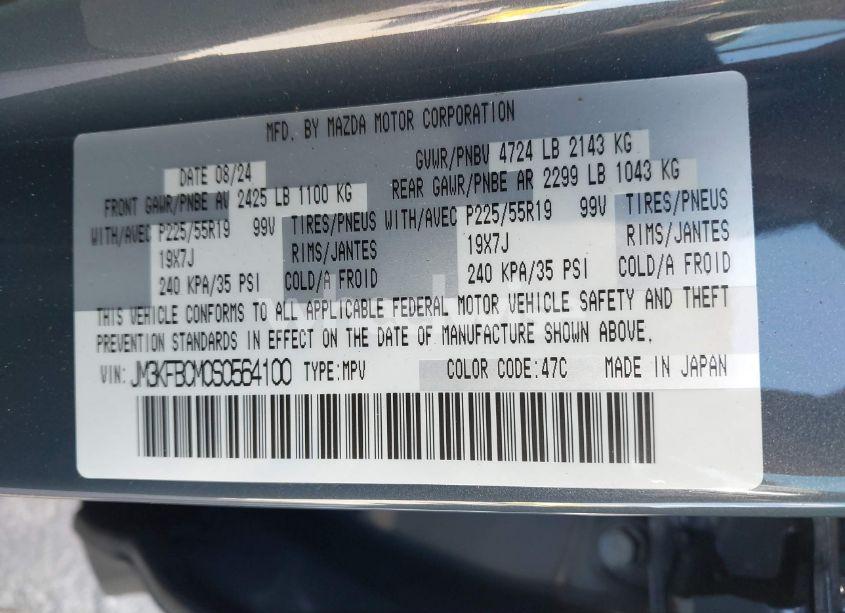 MFD. BY MAZDA MOTOR CORPORATION
DATE 08/24 GVWR/PNBV 4724 LB 2143 KG
FRONT GAWR/PNBE AV 2425 LB 1100 KG REAR GAWR/PNBE AR 2299 LB 1043 KG
WITH/AVEC P225/55R19 99V TIRES/PNEUS WITH/AVEC P225/55R19 99V TIRES/PNEUS
19X7J RIMS/JANTES 19X7J RIMS/JANTES
240 KPA/35 PSI COLD/A FROID 240 KPA/35 PSI COLD/A FROID
THIS VEHICLE CONFORMS TO ALL APPLICABLE FEDERAL MOTOR VEHICLE SAFETY AND THEFT
PREVENTION STANDARDS IN EFFECT ON THE DATE OF MANUFACTURE SHOWN ABOVE.
VIN: JM3KFBCM0S0564100 TYPE:MPV COLOR CODE:47C MADE IN JAPAN